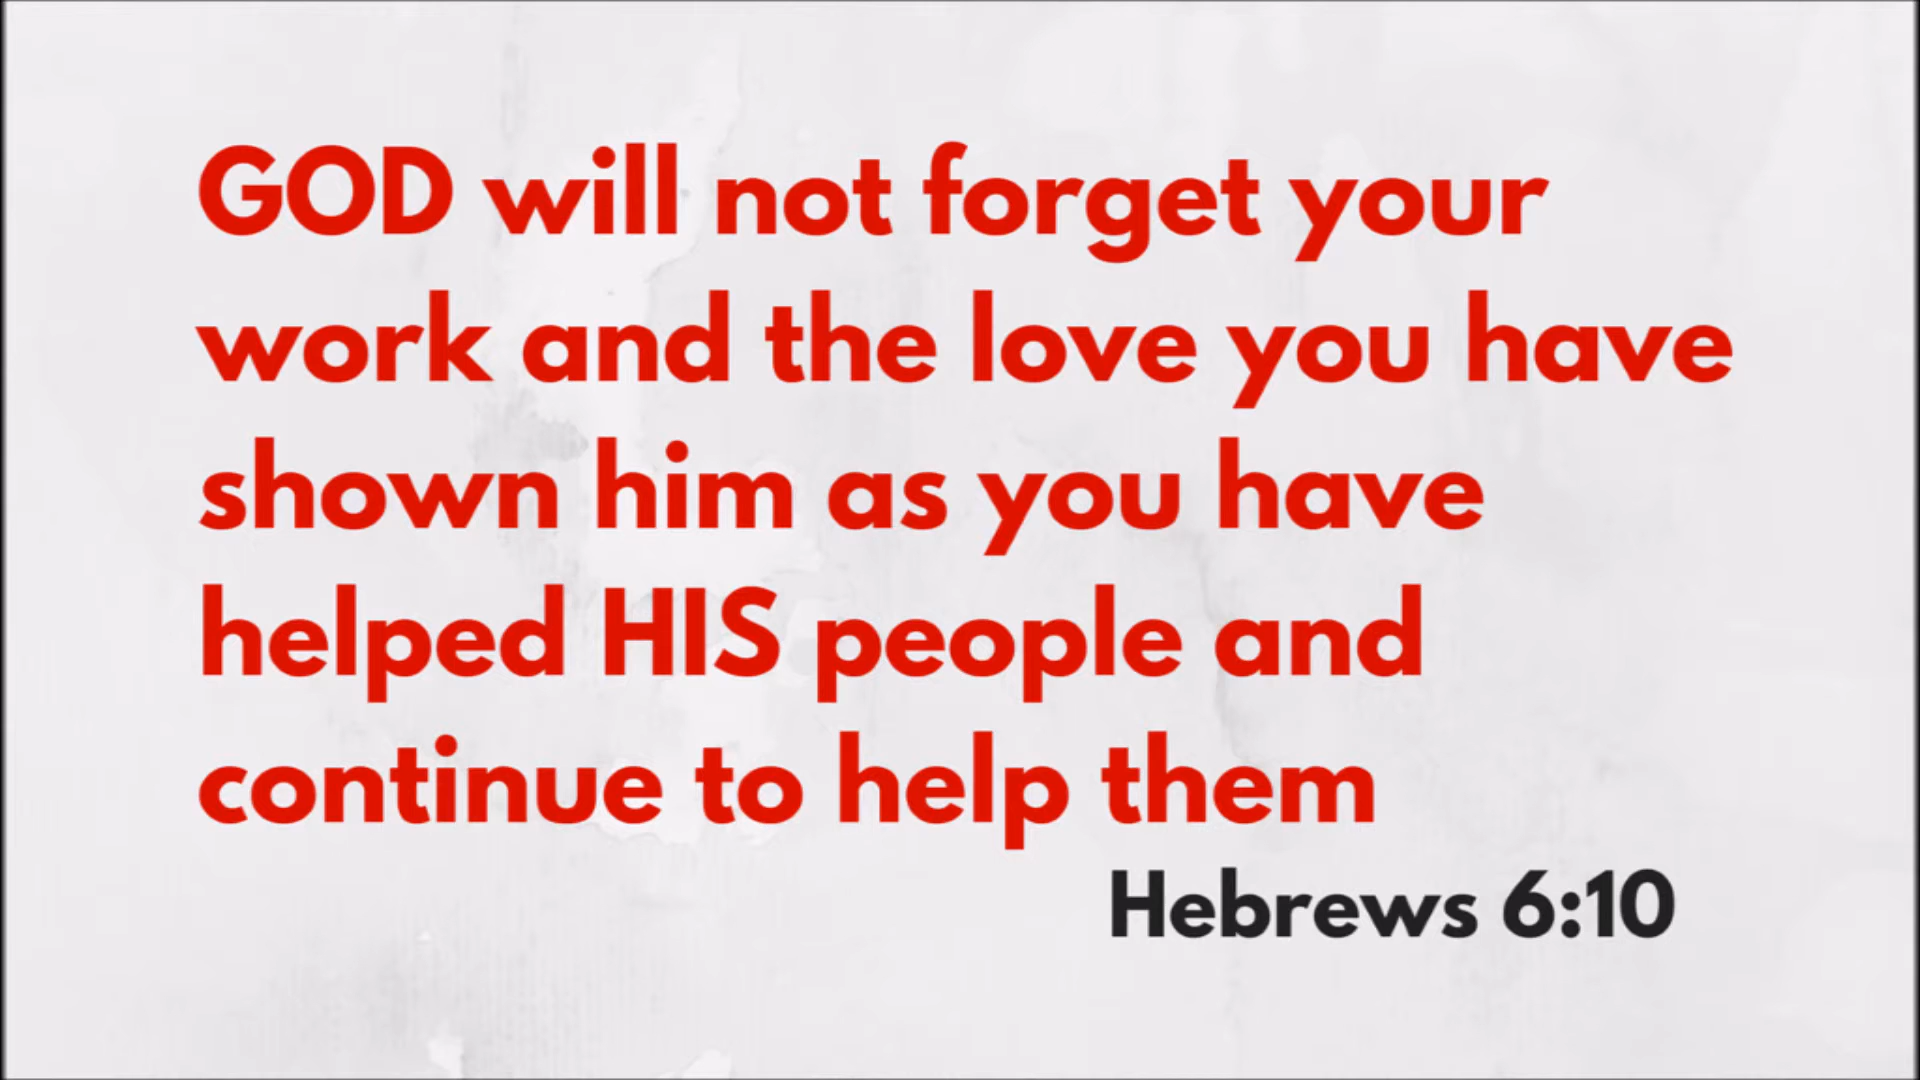 GOD will not forget your
work and the love you have
shown him as you have
helped HIS people and
continue to help them
Hebrews 6:10